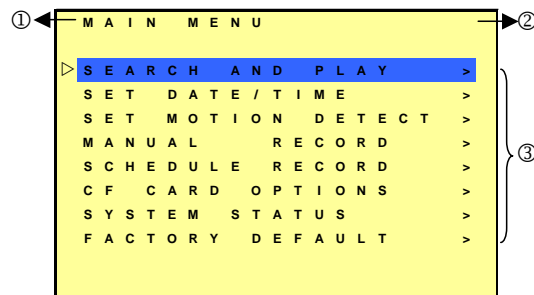 ① MAIN MENU ②
▷ SEARCH AND PLAY >
SET DATE/TIME >
SET MOTION DETECT >
MANUAL RECORD >
SCHEDULE RECORD >
CF CARD OPTIONS >
SYSTEM STATUS >
FACTORY DEFAULT >
③